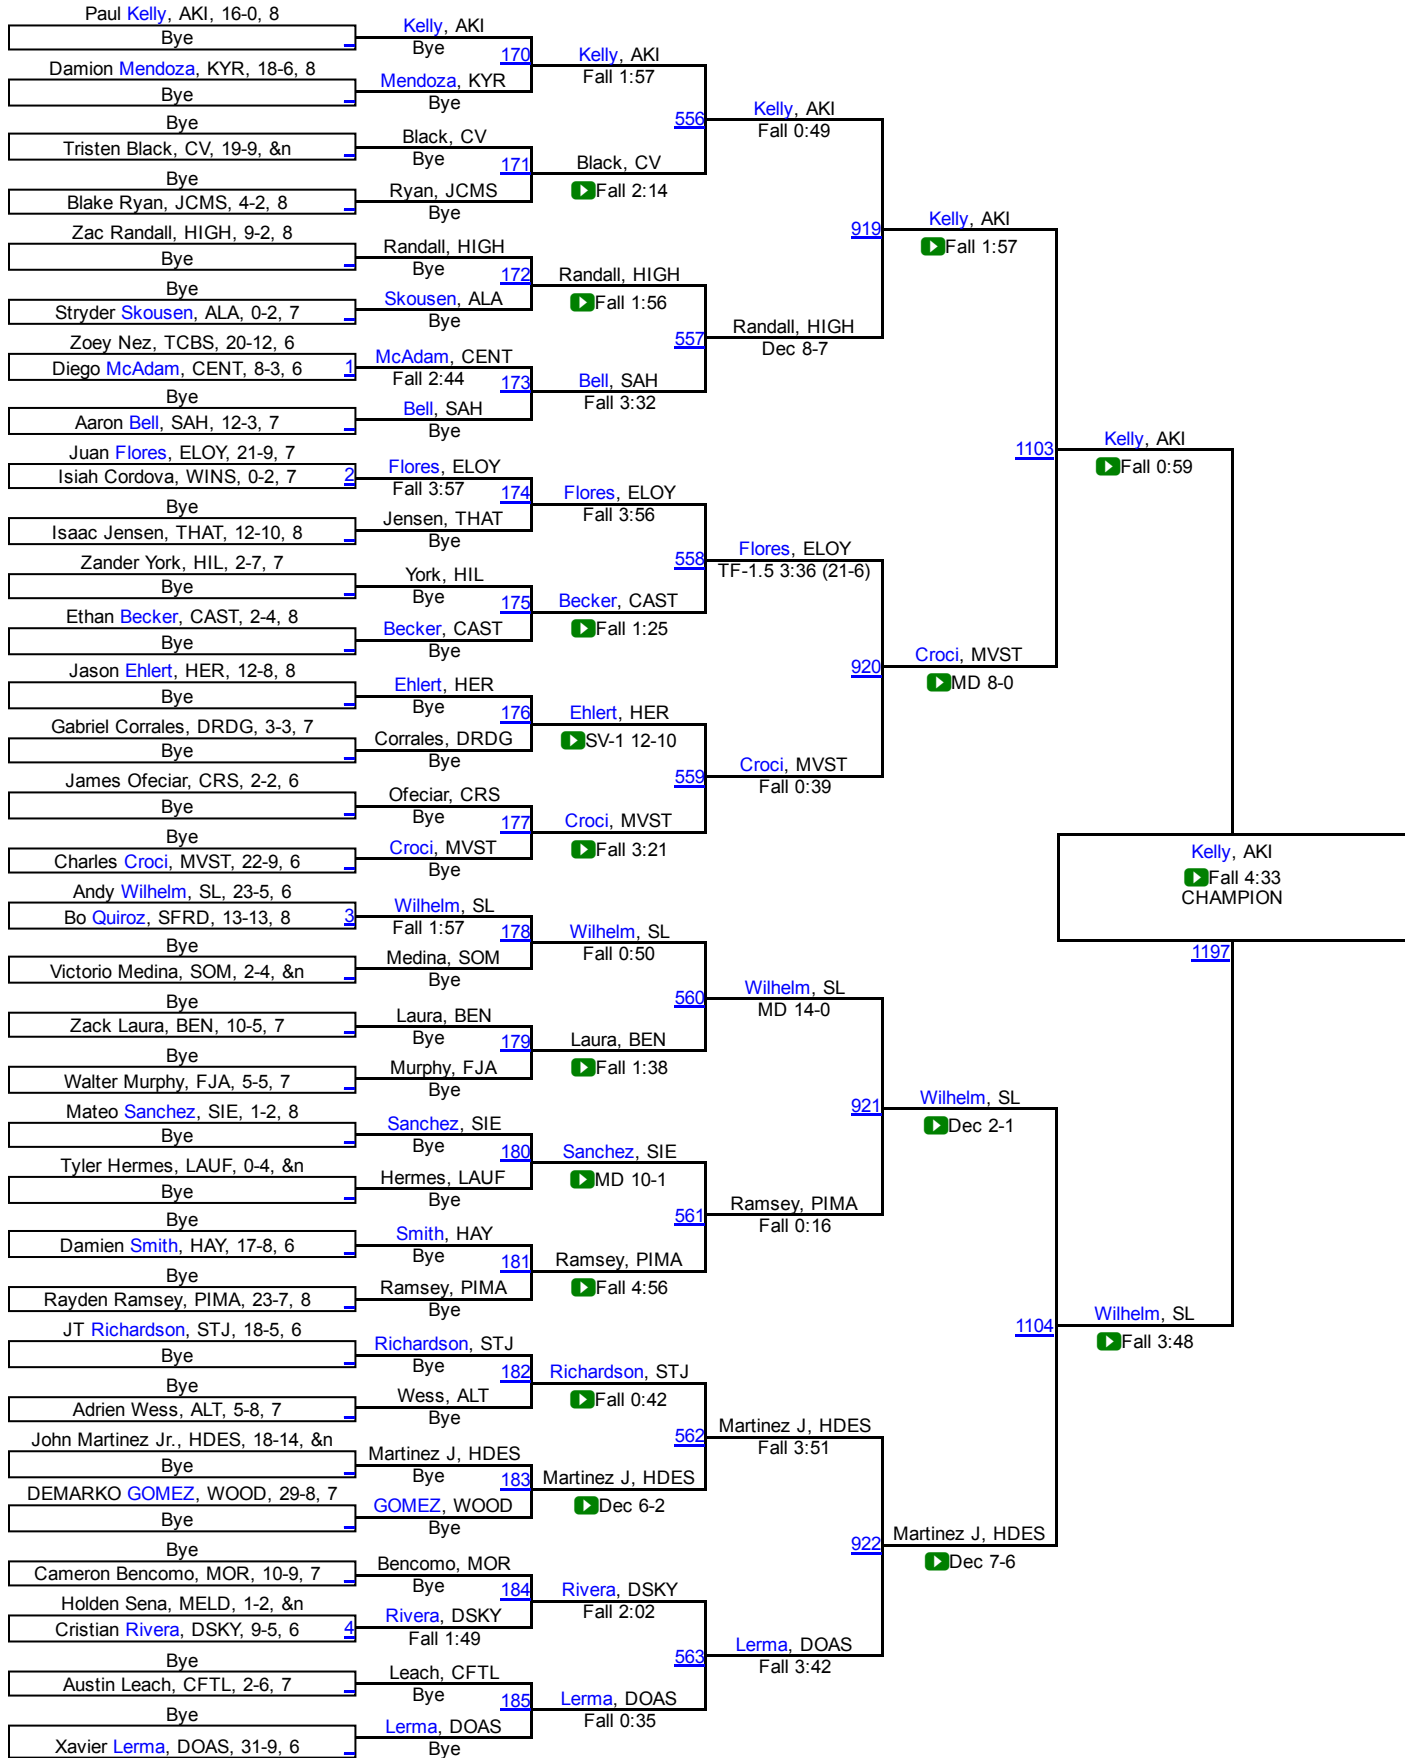 Paul Kelly, AKI, 16-0, 8
Bye
Damion Mendoza, KYR, 18-6, 8
Bye
Bye
Tristen Black, CV, 19-9, &n
Bye
Blake Ryan, JCMS, 4-2, 8
Zac Randall, HIGH, 9-2, 8
Bye
Bye
Stryder Skousen, ALA, 0-2, 7
Zoey Nez, TCBS, 20-12, 6
Diego McAdam, CENT, 8-3, 6 1
Bye
Aaron Bell, SAH, 12-3, 7
Juan Flores, ELOY, 21-9, 7
Isiah Cordova, WINS, 0-2, 7 2
Bye
Isaac Jensen, THAT, 12-10, 8
Zander York, HIL, 2-7, 7
Bye
Ethan Becker, CAST, 2-4, 8
Bye
Jason Ehlert, HER, 12-8, 8
Bye
Gabriel Corrales, DRDG, 3-3, 7
Bye
James Ofeciar, CRS, 2-2, 6
Bye
Bye
Charles Croci, MVST, 22-9, 6
Andy Wilhelm, SL, 23-5, 6
Bo Quiroz, SFRD, 13-13, 8 3
Bye
Victorio Medina, SOM, 2-4, &n
Bye
Zack Laura, BEN, 10-5, 7
Bye
Walter Murphy, FJA, 5-5, 7
Mateo Sanchez, SIE, 1-2, 8
Bye
Tyler Hermes, LAUF, 0-4, &n
Bye
Bye
Damien Smith, HAY, 17-8, 6
Bye
Rayden Ramsey, PIMA, 23-7, 8
JT Richardson, STJ, 18-5, 6
Bye
Bye
Adrien Wess, ALT, 5-8, 7
John Martinez Jr., HDES, 18-14, &n
Bye
DEMARKO GOMEZ, WOOD, 29-8, 7
Bye
Bye
Cameron Bencomo, MOR, 10-9, 7
Holden Sena, MELD, 1-2, &n
Cristian Rivera, DSKY, 9-5, 6 4
Bye
Austin Leach, CFTL, 2-6, 7
Bye
Xavier Lerma, DOAS, 31-9, 6
Kelly, AKI
Bye
170
Mendoza, KYR
Bye
Black, CV
Bye
171
Ryan, JCMS
Bye
Randall, HIGH
Bye
172
Skousen, ALA
Bye
McAdam, CENT
Fall 2:44
173
Bell, SAH
Bye
Flores, ELOY
Fall 3:57
174
Jensen, THAT
Bye
York, HIL
Bye
175
Becker, CAST
Bye
Ehlert, HER
Bye
176
Corrales, DRDG
Bye
Ofeciar, CRS
Bye
177
Croci, MVST
Bye
Wilhelm, SL
Fall 1:57
178
Medina, SOM
Bye
Laura, BEN
Bye
179
Murphy, FJA
Bye
Sanchez, SIE
Bye
180
Hermes, LAUF
Bye
Smith, HAY
Bye
181
Ramsey, PIMA
Bye
Richardson, STJ
Bye
182
Wess, ALT
Bye
Martinez J, HDES
Bye
183
GOMEZ, WOOD
Bye
Bencomo, MOR
Bye
184
Rivera, DSKY
Fall 1:49
Leach, CFTL
Bye
185
Lerma, DOAS
Bye
Kelly, AKI
Fall 1:57
556
Black, CV
Fall 2:14
Randall, HIGH
Fall 1:56
557
Bell, SAH
Fall 3:32
Flores, ELOY
Fall 3:56
558
Becker, CAST
Fall 1:25
Ehlert, HER
SV-1 12-10
559
Croci, MVST
Fall 3:21
Wilhelm, SL
Fall 0:50
560
Laura, BEN
Fall 1:38
Sanchez, SIE
MD 10-1
561
Ramsey, PIMA
Fall 4:56
Richardson, STJ
Fall 0:42
562
Martinez J, HDES
Dec 6-2
Rivera, DSKY
Fall 2:02
563
Lerma, DOAS
Fall 0:35
Kelly, AKI
Fall 0:49
919
Randall, HIGH
Dec 8-7
Flores, ELOY
TF-1.5 3:36 (21-6)
920
Croci, MVST
Fall 0:39
Wilhelm, SL
MD 14-0
921
Ramsey, PIMA
Fall 0:16
Martinez J, HDES
Fall 3:51
922
Lerma, DOAS
Fall 3:42
Kelly, AKI
Fall 1:57
1103
Croci, MVST
MD 8-0
Wilhelm, SL
Dec 2-1
1104
Martinez J, HDES
Dec 7-6
Kelly, AKI
Fall 0:59
Wilhelm, SL
Fall 3:48
Kelly, AKI
Fall 4:33
CHAMPION
1197